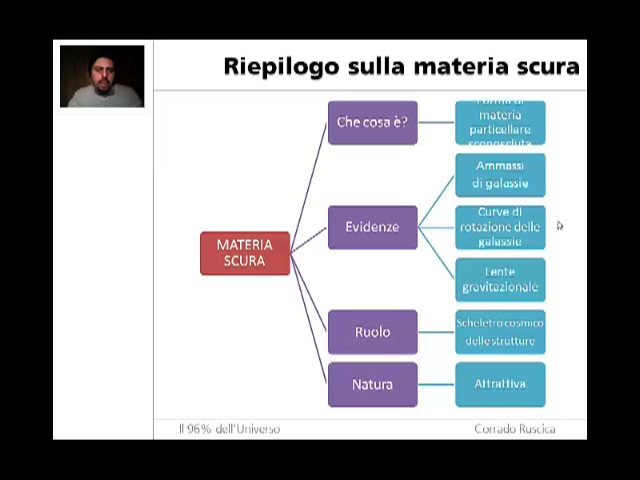 Riepilogo sulla materia scura
Che cosa è?
Forma di
materia
particellare
sconosciuta
Ammassi
di galassie
MATERIA
SCURA
Evidenze
Curve di
rotazione delle
galassie
Lente
gravitazionale
Ruolo
Scheletro cosmico
delle strutture
Natura
Attrattiva
Il 96% dell'Universo
Corrado Ruscica